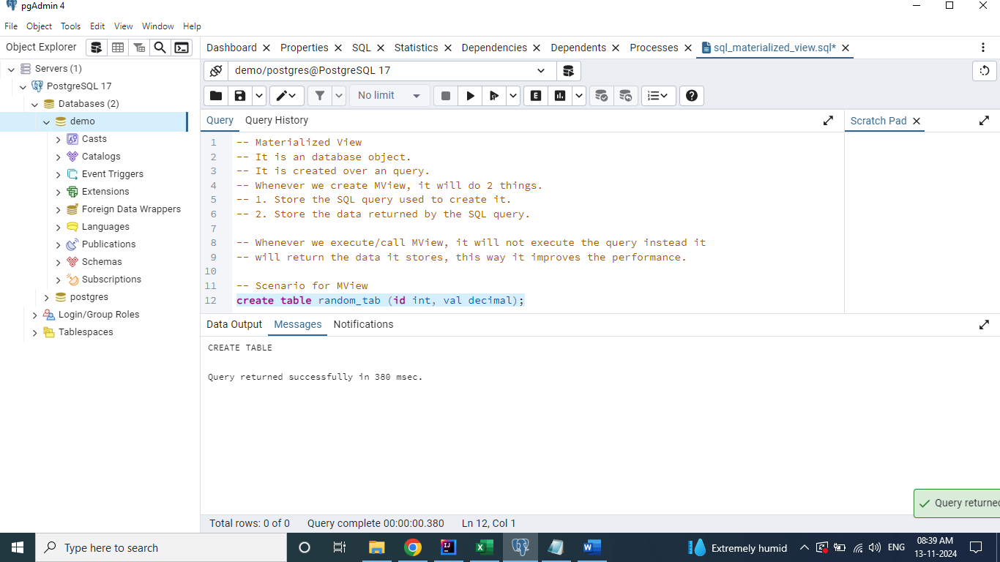 pgAdmin 4
File Object Tools Edit View Window Help
Object Explorer
Dashboard Properties SQL Statistics Dependencies Dependents Processes sql_materialized_view.sql*
Servers (1)
PostgreSQL 17
Databases (2)
demo
Casts
Catalogs
Event Triggers
Extensions
Foreign Data Wrappers
Languages
Publications
Schemas
Subscriptions
postgres
Login/Group Roles
Tablespaces
demo/postgres@PostgreSQL 17
No limit
E
Query Query History
Scratch Pad
1 -- Materialized View
2 -- It is an database object.
3 -- It is created over an query.
4 -- Whenever we create MView, it will do 2 things.
5 -- 1. Store the SQL query used to create it.
6 -- 2. Store the data returned by the SQL query.
7
8 -- Whenever we execute/call MView, it will not execute the query instead it
9 -- will return the data it stores, this way it improves the performance.
10
11 -- Scenario for MView
12 create table random_tab (id int, val decimal);
Data Output Messages Notifications
CREATE TABLE
Query returned successfully in 380 msec.
Query returned
Total rows: 0 of 0 Query complete 00:00:00.380 Ln 12, Col 1
Type here to search
Extremely humid
ENG
08:39 AM
13-11-2024